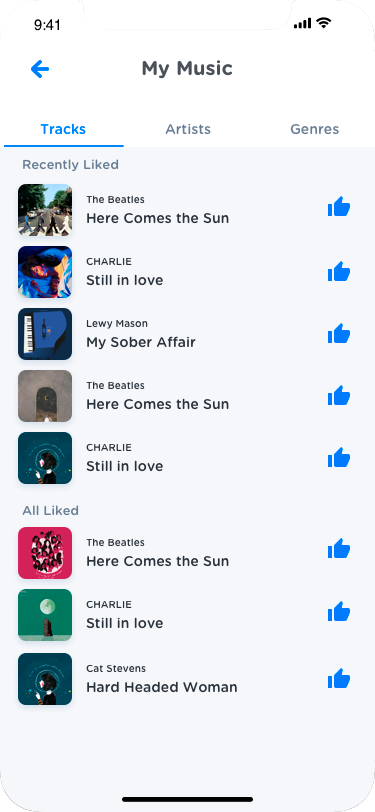 9:41
My Music
Tracks Artists Genres
Recently Liked
The Beatles
Here Comes the Sun
CHARLIE
Still in love
Lewy Mason
My Sober Affair
The Beatles
Here Comes the Sun
CHARLIE
Still in love
All Liked
The Beatles
Here Comes the Sun
CHARLIE
Still in love
Cat Stevens
Hard Headed Woman